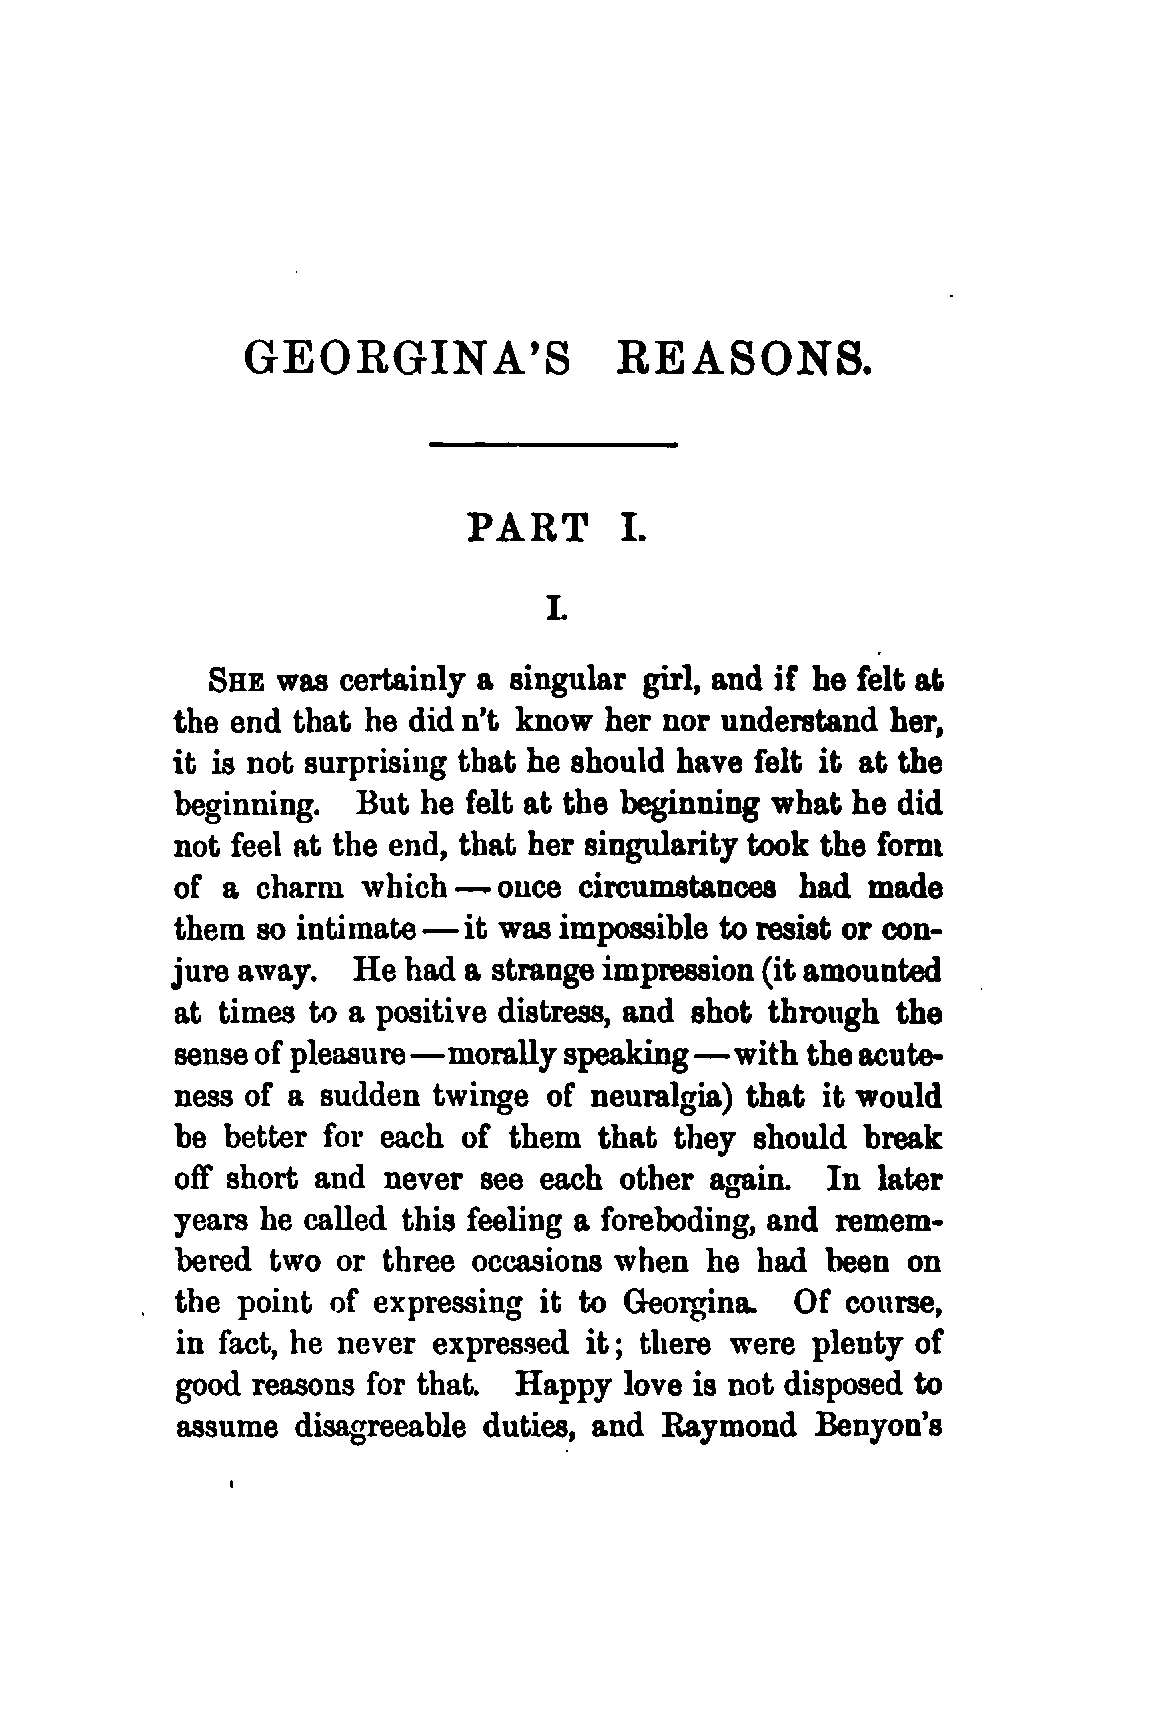 GEORGINA'S REASONS.
PART I.
I.
SHE was certainly a singular girl, and if he felt at
the end that he did n't know her nor understand her,
it is not surprising that he should have felt it at the
beginning. But he felt at the beginning what he did
not feel at the end, that her singularity took the form
of a charm which — once circumstances had made
them so intimate — it was impossible to resist or con-
jure away. He had a strange impression (it amounted
at times to a positive distress, and shot through the
sense of pleasure — morally speaking — with the acute-
ness of a sudden twinge of neuralgia) that it would
be better for each of them that they should break
off short and never see each other again. In later
years he called this feeling a foreboding, and remem-
bered two or three occasions when he had been on
the point of expressing it to Georgina. Of course,
in fact, he never expressed it; there were plenty of
good reasons for that. Happy love is not disposed to
assume disagreeable duties, and Raymond Benyon's